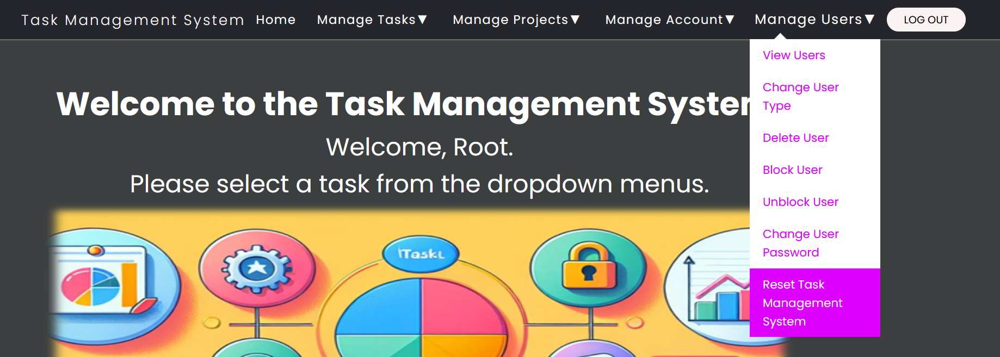 Task Management System Home Manage Tasks▼ Manage Projects▼ Manage Account▼ Manage Users▼ LOG OUT
View Users
Change User
Type
Delete User
Block User
Unblock User
Change User
Password
Reset Task
Management
System
Welcome to the Task Management System
Welcome, Root.
Please select a task from the dropdown menus.